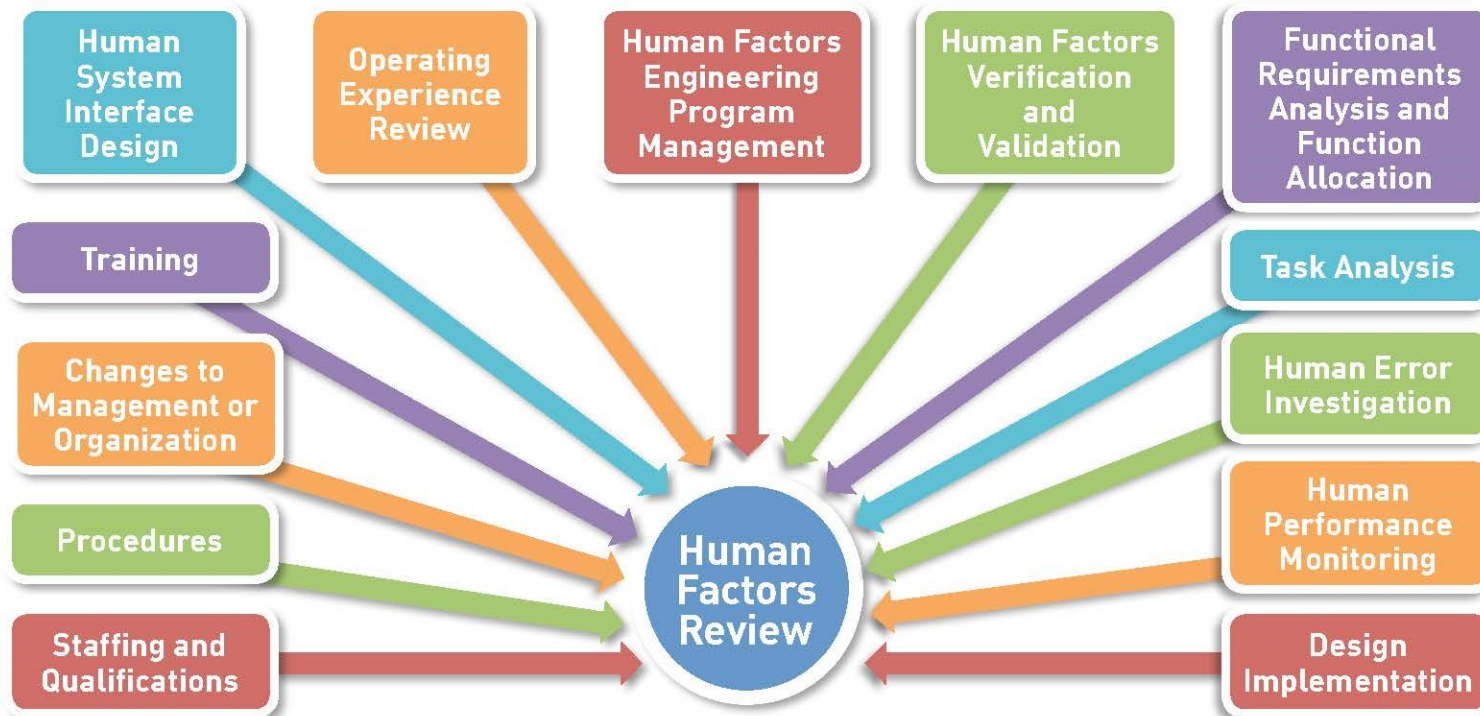 Human
System
Interface
Design
Operating
Experience
Review
Human Factors
Engineering
Program
Management
Human Factors
Verification
and
Validation
Functional
Requirements
Analysis and
Function
Allocation
Training
Task Analysis
Changes to
Management or
Organization
Human Error
Investigation
Procedures
Human
Performance
Monitoring
Staffing and
Qualifications
Human
Factors
Review
Design
Implementation